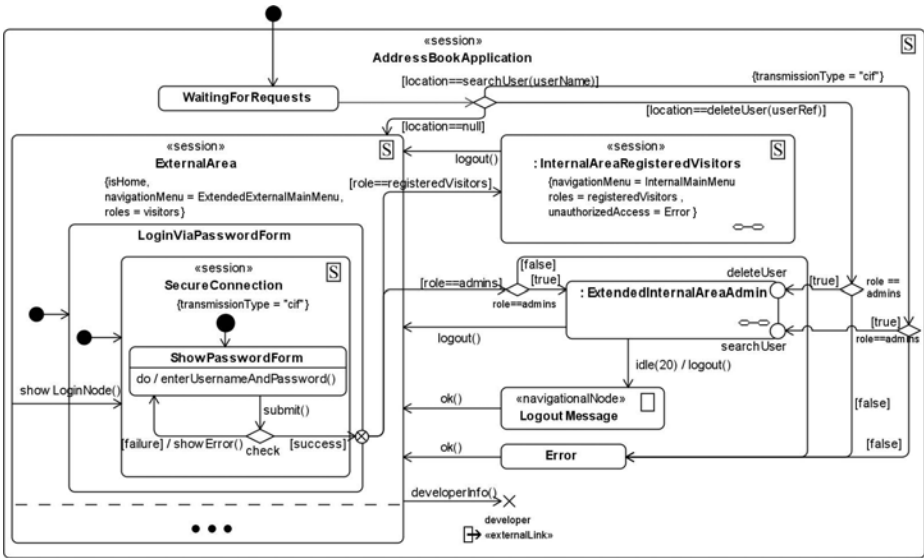 «session»
AddressBookApplication
S
WaitingForRequests
[location==searchUser(userName)]
{transmissionType = "cif"}
[location==deleteUser(userRef)]
[location==null]
«session»
S
ExternalArea
{isHome,
navigationMenu = ExtendedExternalMainMenu,
roles = visitors}
logout()
[role==registeredVisitors]
«session»
S
: InternalAreaRegisteredVisitors
{navigationMenu = InternalMainMenu
roles = registeredVisitors ,
unauthorizedAccess = Error }
LoginViaPasswordForm
«session»
S
SecureConnection
{transmissionType = "cif"}
ShowPasswordForm
do / enterUsernameAndPassword()
show LoginNode()
submit()
[failure] / showError()
check
[success]
[role==admins]
role==admins
[false]
[true]
deleteUser
: ExtendedInternalAreaAdmin
searchUser
[true]
role ==
admins
[true]
role==admins
logout()
idle(20) / logout()
ok()
«navigationalNode»
Logout Message
[false]
ok()
Error
[false]
developerInfo()
developer
«externalLink»